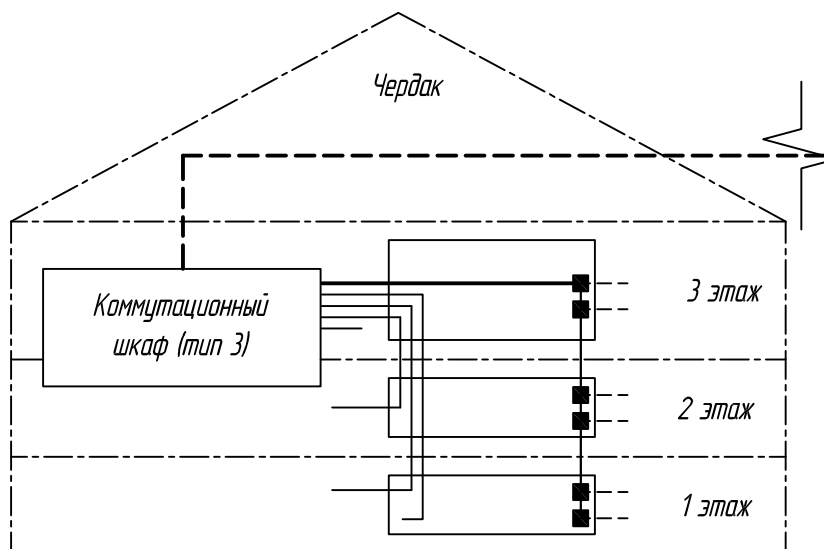 Чердак
Коммутационный
шкаф (тип 3)
3 этаж
2 этаж
1 этаж